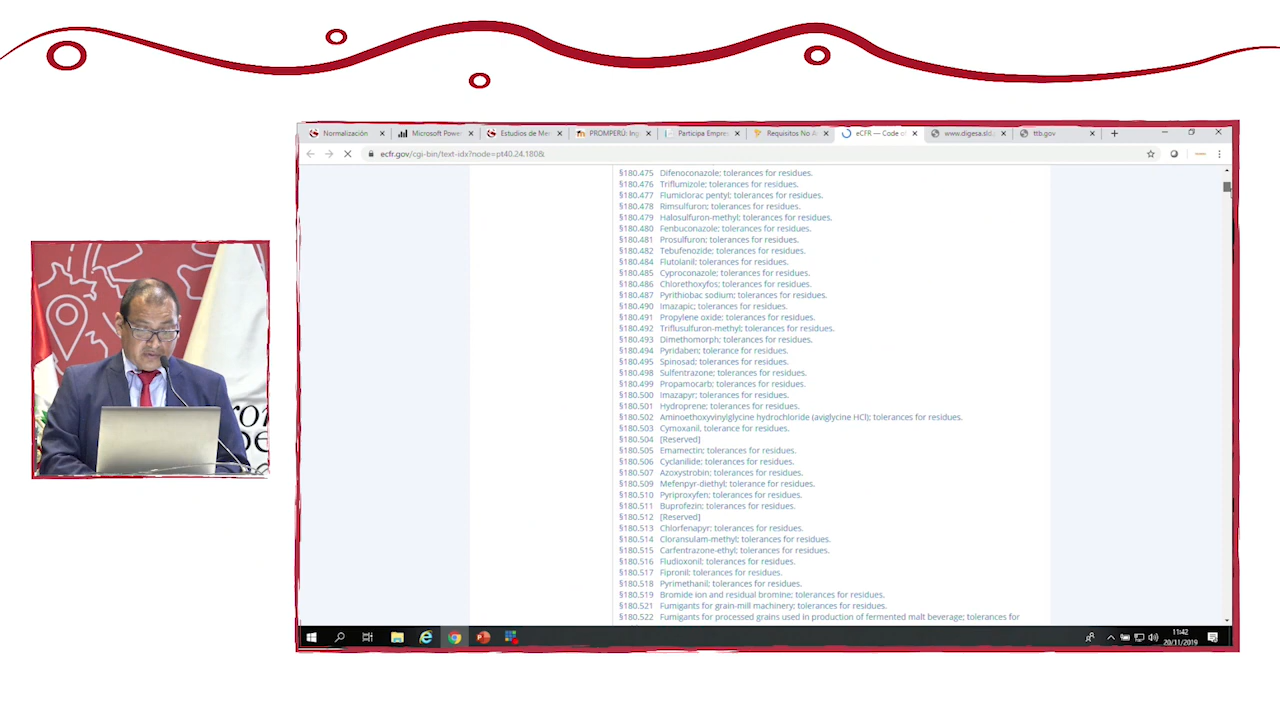 Normalización
Microsoft Power
Estudios de Mer
PROMPERÚ: Ing
Participa Empres
Requisitos No A
eCFR — Code of
www.digesa.sld.
ttb.gov
ecfr.gov/cgi-bin/text-idx?node=pt40.24.180&
§180.475 Difenoconazole; tolerances for residues.
§180.476 Triflumizole; tolerances for residues.
§180.477 Flumiclorac pentyl; tolerances for residues.
§180.478 Rimsulfuron; tolerances for residues.
§180.479 Halosulfuron-methyl; tolerances for residues.
§180.480 Fenbuconazole; tolerances for residues.
§180.481 Prosulfuron; tolerances for residues.
§180.482 Tebufenozide; tolerances for residues.
§180.484 Flutolanil; tolerances for residues.
§180.485 Cyproconazole; tolerances for residues.
§180.486 Chlorethoxyfos; tolerances for residues.
§180.487 Pyrithiobac sodium; tolerances for residues.
§180.490 Imazapic; tolerances for residues.
§180.491 Propylene oxide; tolerances for residues.
§180.492 Triflusulfuron-methyl; tolerances for residues.
§180.493 Dimethomorph; tolerances for residues.
§180.494 Pyridaben; tolerance for residues.
§180.495 Spinosad; tolerances for residues.
§180.498 Sulfentrazone; tolerances for residues.
§180.499 Propamocarb; tolerances for residues.
§180.500 Imazapyr; tolerances for residues.
§180.501 Hydroprene; tolerances for residues.
§180.502 Aminoethoxyvinylglycine hydrochloride (aviglycine HCl); tolerances for residues.
§180.503 Cymoxanil, tolerance for residues.
§180.504 [Reserved]
§180.505 Emamectin; tolerances for residues.
§180.506 Cyclanilide; tolerances for residues.
§180.507 Azoxystrobin; tolerances for residues.
§180.509 Mefenpyr-diethyl; tolerance for residues.
§180.510 Pyriproxyfen; tolerances for residues.
§180.511 Buprofezin; tolerances for residues.
§180.512 [Reserved]
§180.513 Chlorfenapyr; tolerances for residues.
§180.514 Cloransulam-methyl; tolerances for residues.
§180.515 Carfentrazone-ethyl; tolerances for residues.
§180.516 Fludioxonil; tolerances for residues.
§180.517 Fipronil; tolerances for residues.
§180.518 Pyrimethanil; tolerances for residues.
§180.519 Bromide ion and residual bromine; tolerances for residues.
§180.521 Fumigants for grain-mill machinery; tolerances for residues.
§180.522 Fumigants for processed grains used in production of fermented malt beverage; tolerances for
11:42
20/11/2019